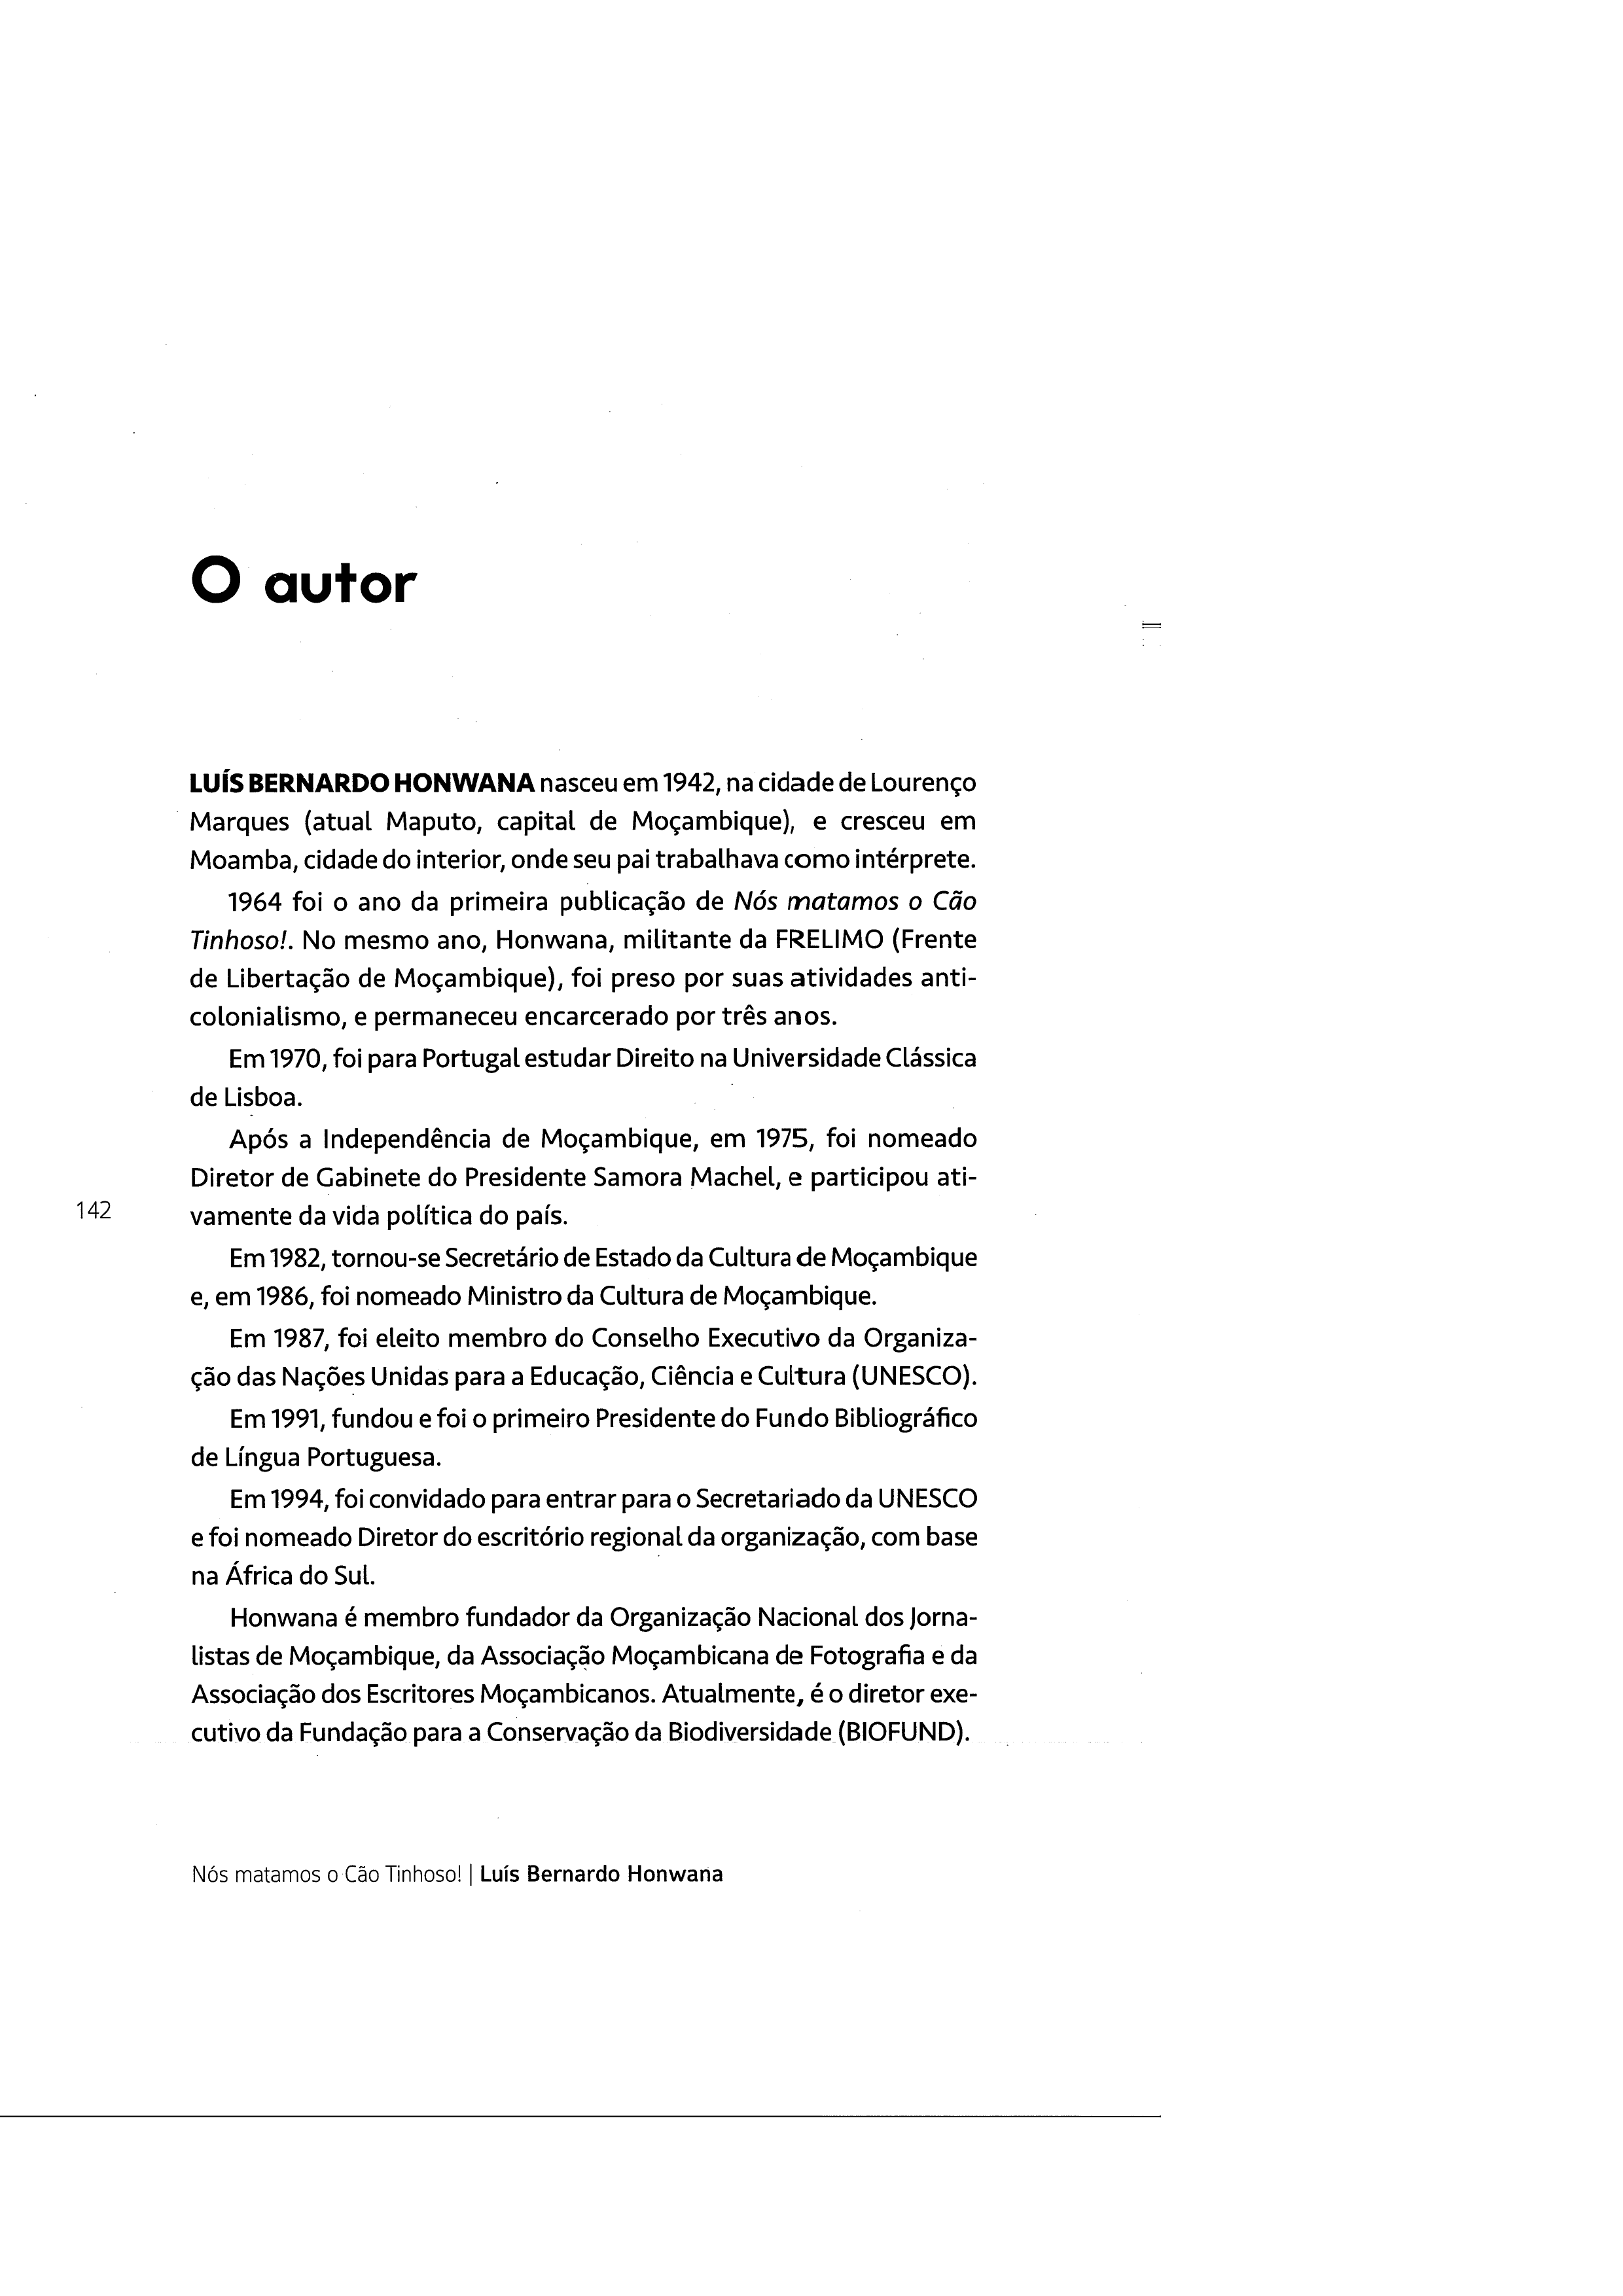 O autor
LUÍS BERNARDO HONWANA nasceu em 1942, na cidade de Lourenço
Marques (atual Maputo, capital de Moçambique), e cresceu em
Moamba, cidade do interior, onde seu pai trabalhava como intérprete.
1964 foi o ano da primeira publicação de Nós matamos o Cão
Tinhoso!. No mesmo ano, Honwana, militante da FRELIMO (Frente
de Libertação de Moçambique), foi preso por suas atividades anti-
colonialismo, e permaneceu encarcerado por três anos.
Em 1970, foi para Portugal estudar Direito na Universidade Clássica
de Lisboa.
Após a Independência de Moçambique, em 1975, foi nomeado
Diretor de Gabinete do Presidente Samora Machel, e participou ati-
vamente da vida política do país.
142
Em 1982, tornou-se Secretário de Estado da Cultura de Moçambique
e, em 1986, foi nomeado Ministro da Cultura de Moçambique.
Em 1987, foi eleito membro do Conselho Executivo da Organiza-
ção das Nações Unidas para a Educação, Ciência e Cultura (UNESCO).
Em 1991, fundou e foi o primeiro Presidente do Fundo Bibliográfico
de Língua Portuguesa.
Em 1994, foi convidado para entrar para o Secretariado da UNESCO
e foi nomeado Diretor do escritório regional da organização, com base
na África do Sul.
Honwana é membro fundador da Organização Nacional dos Jorna-
listas de Moçambique, da Associação Moçambicana de Fotografia e da
Associação dos Escritores Moçambicanos. Atualmente, é o diretor exe-
cutivo da Fundação para a Conservação da Biodiversidade (BIOFUND).
Nós matamos o Cão Tinhoso! | Luís Bernardo Honwana